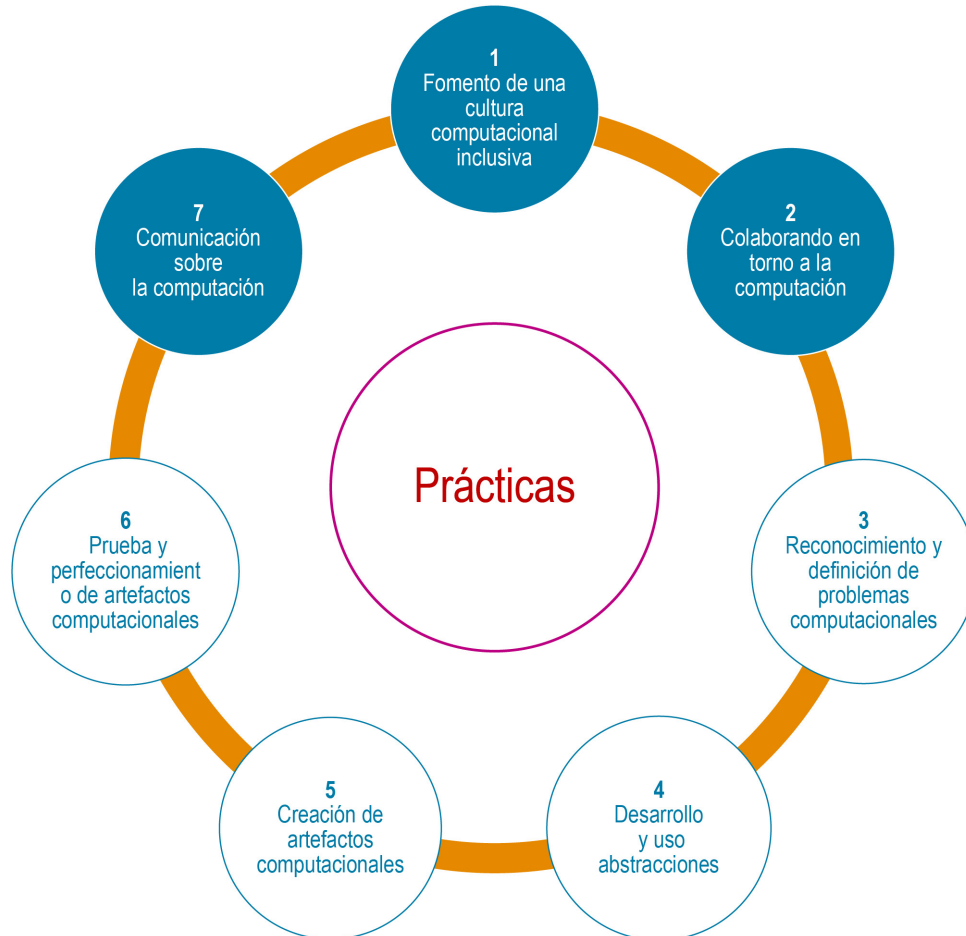 1
Fomento de una
cultura
computacional
inclusiva
2
Colaborando en
torno a la
computación
3
Reconocimiento y
definición de
problemas
computacionales
4
Desarrollo
y uso
abstracciones
5
Creación de
artefactos
computacionales
6
Prueba y
perfeccionamient
o de artefactos
computacionales
7
Comunicación
sobre
la computación
Prácticas